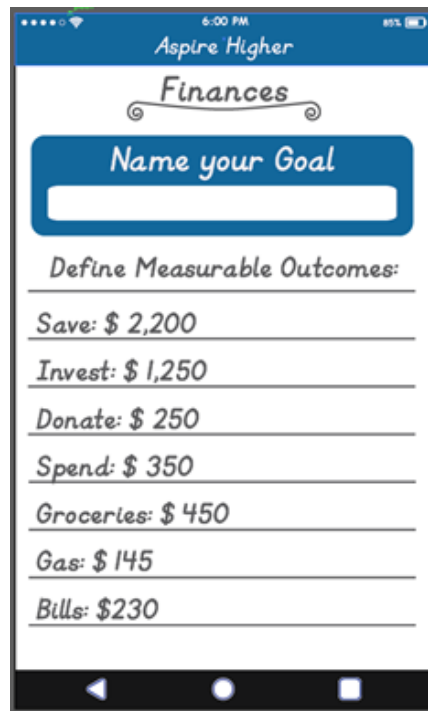 6:00 PM
85%
Aspire Higher
Finances
Name your Goal
Define Measurable Outcomes:
Save: $ 2,200
Invest: $ 1,250
Donate: $ 250
Spend: $ 350
Groceries: $ 450
Gas: $ 145
Bills: $230